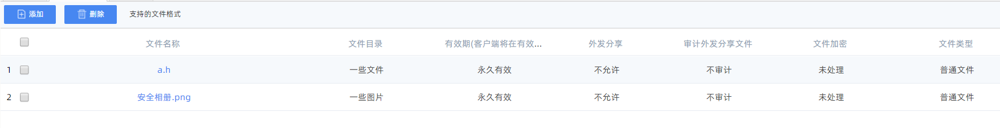 添加 删除 支持的文件格式
文件名称 文件目录 有效期(客户端将在有效... 外发分享 审计外发分享文件 文件加密 文件类型
1 a.h 一些文件 永久有效 不允许 不审计 未处理 普通文件
2 安全相册.png 一些图片 永久有效 不允许 不审计 未处理 普通文件